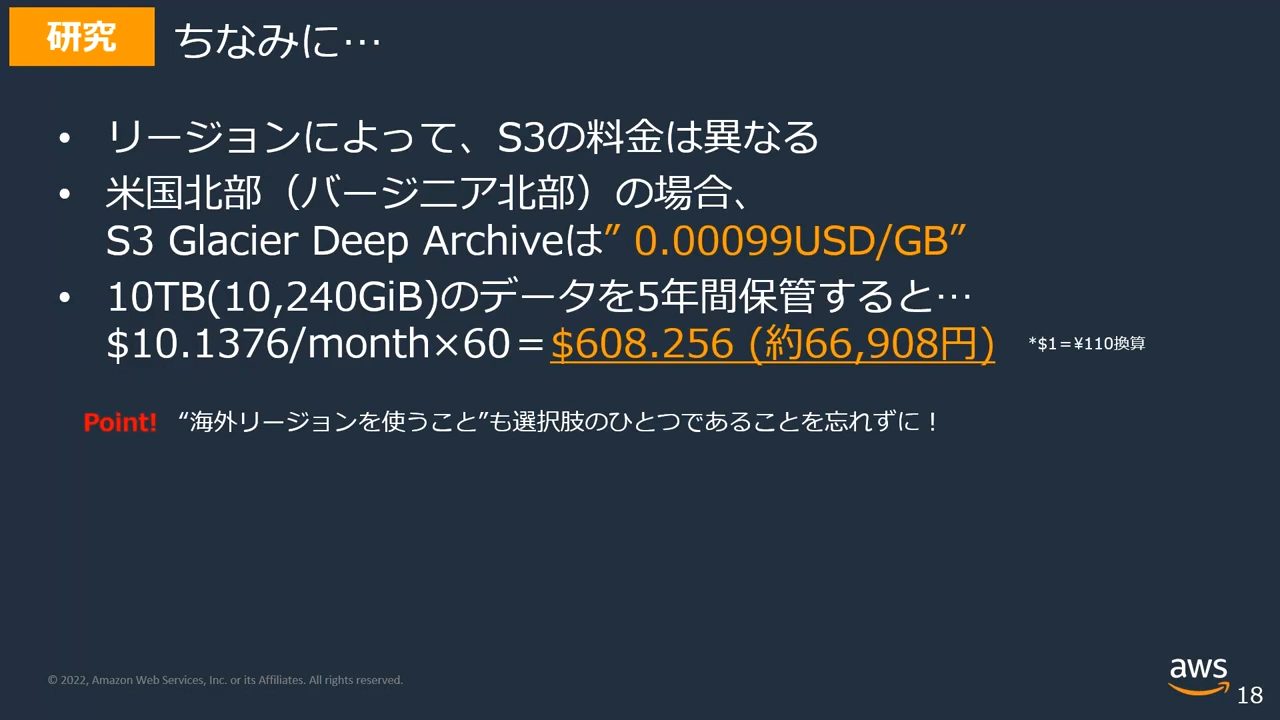 研究
ちなみに…
• リージョンによって、S3の料金は異なる
• 米国北部（バージニア北部）の場合、
S3 Glacier Deep Archiveは” 0.00099USD/GB”
• 10TB(10,240GiB)のデータを5年間保管すると…
$10.1376/month×60＝$608.256 (約66,908円)
*$1＝¥110換算
Point! “海外リージョンを使うこと”も選択肢のひとつであることを忘れずに！
© 2022, Amazon Web Services, Inc. or its Affiliates. All rights reserved.
aws
18